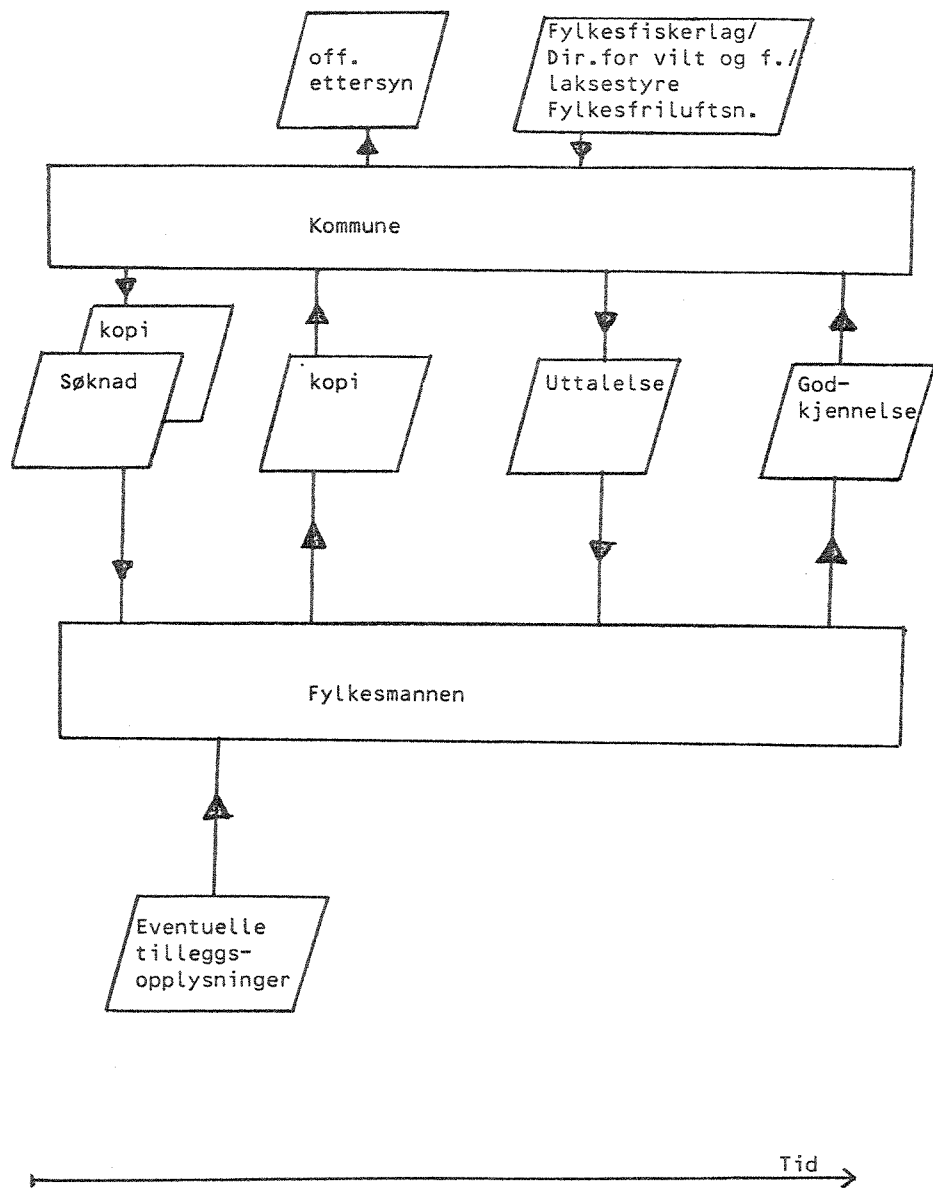 off.
ettersyn
Fylkesfiskerlag/
Dir.for vilt og f./
laksestyre
Fylkesfriluftsn.
Kommune
kopi
Søknad
kopi
Uttalelse
God-
kjennelse
Fylkesmannen
Eventuelle
tilleggs-
opplysninger
Tid